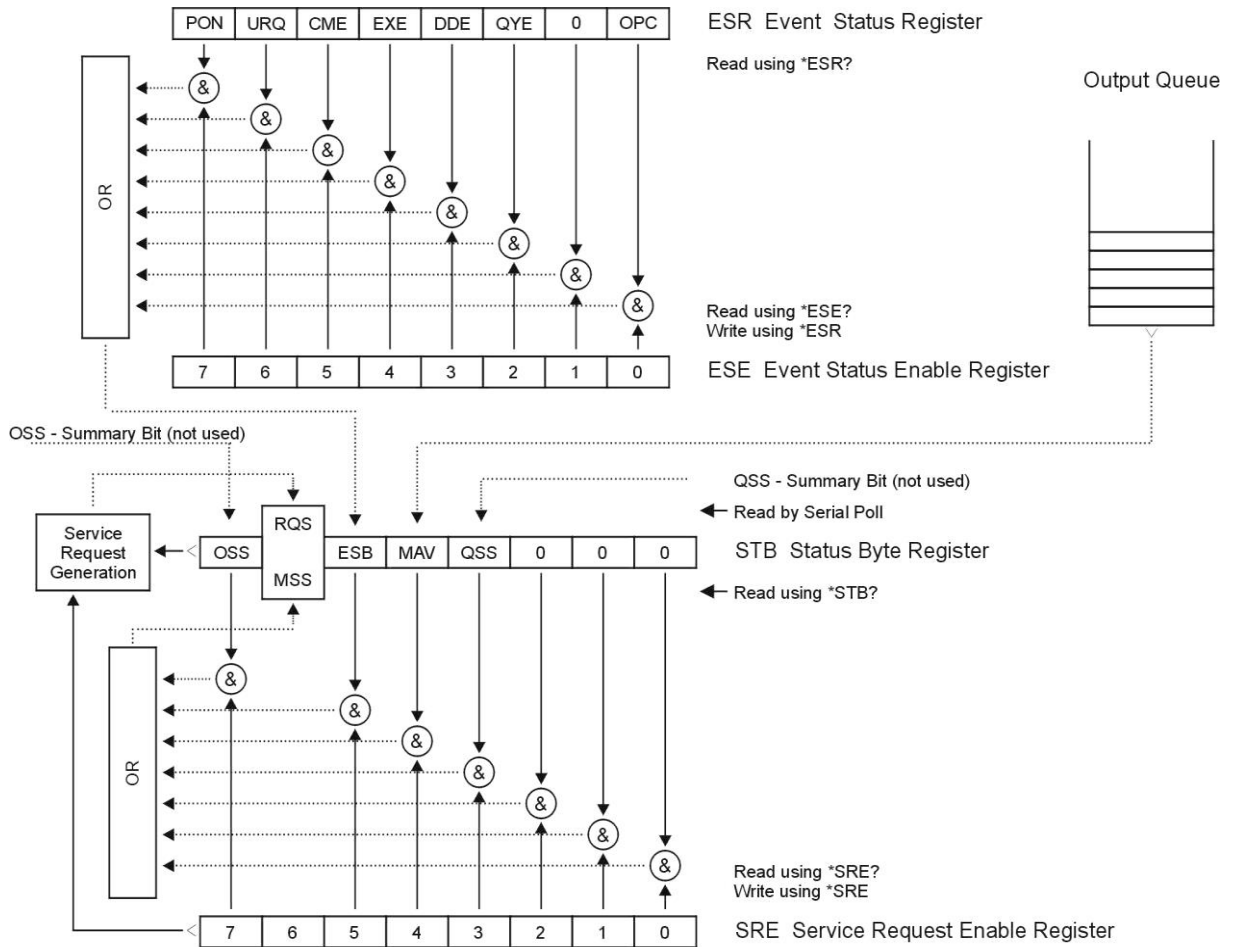 PON URQ CME EXE DDE QYE 0 OPC
ESR Event Status Register
Read using *ESR?
Output Queue
&
&
&
&
&
&
&
&
OR
Read using *ESE?
Write using *ESR
7 6 5 4 3 2 1 0
ESE Event Status Enable Register
OSS - Summary Bit (not used)
QSS - Summary Bit (not used)
Read by Serial Poll
Service
Request
Generation
RQS
OSS ESB MAV QSS 0 0 0
MSS
STB Status Byte Register
Read using *STB?
&
&
&
&
&
&
&
OR
Read using *SRE?
Write using *SRE
7 6 5 4 3 2 1 0
SRE Service Request Enable Register